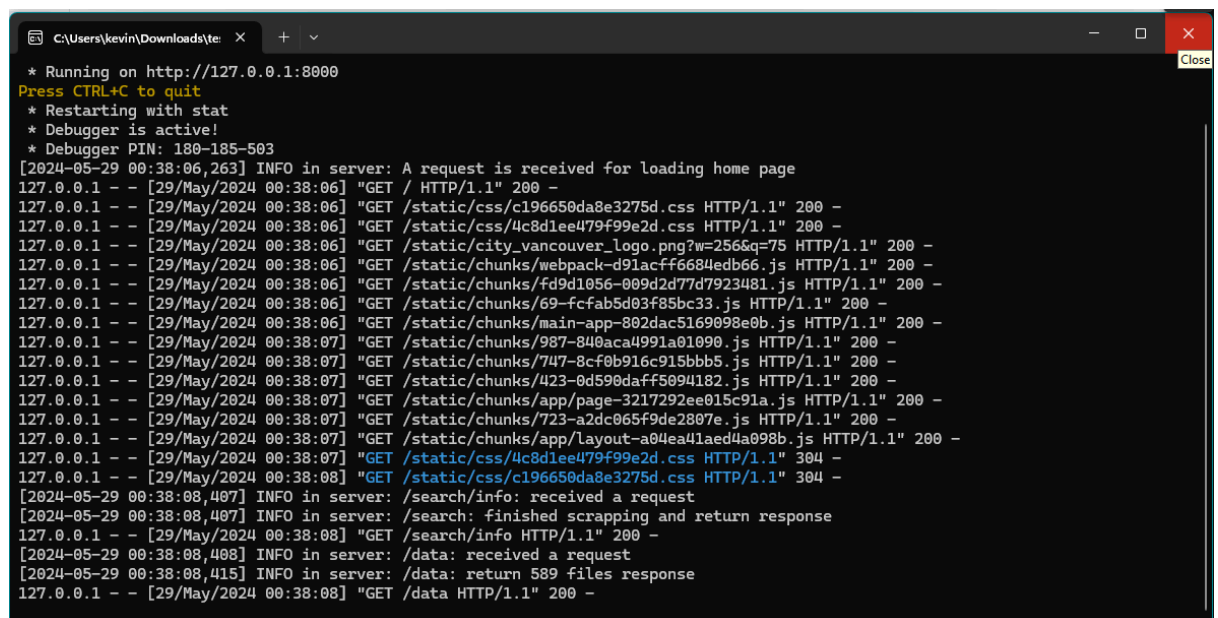 C:\Users\kevin\Downloads\te:
Close
 * Running on http://127.0.0.1:8000
Press CTRL+C to quit
 * Restarting with stat
 * Debugger is active!
 * Debugger PIN: 180-185-503
[2024-05-29 00:38:06,263] INFO in server: A request is received for loading home page
127.0.0.1 - - [29/May/2024 00:38:06] "GET / HTTP/1.1" 200 -
127.0.0.1 - - [29/May/2024 00:38:06] "GET /static/css/c196650da8e3275d.css HTTP/1.1" 200 -
127.0.0.1 - - [29/May/2024 00:38:06] "GET /static/css/4c8d1ee479f99e2d.css HTTP/1.1" 200 -
127.0.0.1 - - [29/May/2024 00:38:06] "GET /static/city_vancouver_logo.png?w=256&q=75 HTTP/1.1" 200 -
127.0.0.1 - - [29/May/2024 00:38:06] "GET /static/chunks/webpack-d91acff6684edb66.js HTTP/1.1" 200 -
127.0.0.1 - - [29/May/2024 00:38:06] "GET /static/chunks/fd9d1056-009d2d77d7923481.js HTTP/1.1" 200 -
127.0.0.1 - - [29/May/2024 00:38:06] "GET /static/chunks/69-fcfab5d03f85bc33.js HTTP/1.1" 200 -
127.0.0.1 - - [29/May/2024 00:38:06] "GET /static/chunks/main-app-802dac5169098e0b.js HTTP/1.1" 200 -
127.0.0.1 - - [29/May/2024 00:38:07] "GET /static/chunks/987-840aca4991a01090.js HTTP/1.1" 200 -
127.0.0.1 - - [29/May/2024 00:38:07] "GET /static/chunks/747-8cf0b916c915bbb5.js HTTP/1.1" 200 -
127.0.0.1 - - [29/May/2024 00:38:07] "GET /static/chunks/423-0d590daff5094182.js HTTP/1.1" 200 -
127.0.0.1 - - [29/May/2024 00:38:07] "GET /static/chunks/app/page-3217292ee015c91a.js HTTP/1.1" 200 -
127.0.0.1 - - [29/May/2024 00:38:07] "GET /static/chunks/723-a2dc065f9de2807e.js HTTP/1.1" 200 -
127.0.0.1 - - [29/May/2024 00:38:07] "GET /static/chunks/app/layout-a04ea41aed4a098b.js HTTP/1.1" 200 -
127.0.0.1 - - [29/May/2024 00:38:07] "GET /static/css/4c8d1ee479f99e2d.css HTTP/1.1" 304 -
127.0.0.1 - - [29/May/2024 00:38:08] "GET /static/css/c196650da8e3275d.css HTTP/1.1" 304 -
[2024-05-29 00:38:08,407] INFO in server: /search/info: received a request
[2024-05-29 00:38:08,407] INFO in server: /search: finished scrapping and return response
127.0.0.1 - - [29/May/2024 00:38:08] "GET /search/info HTTP/1.1" 200 -
[2024-05-29 00:38:08,408] INFO in server: /data: received a request
[2024-05-29 00:38:08,415] INFO in server: /data: return 589 files response
127.0.0.1 - - [29/May/2024 00:38:08] "GET /data HTTP/1.1" 200 -